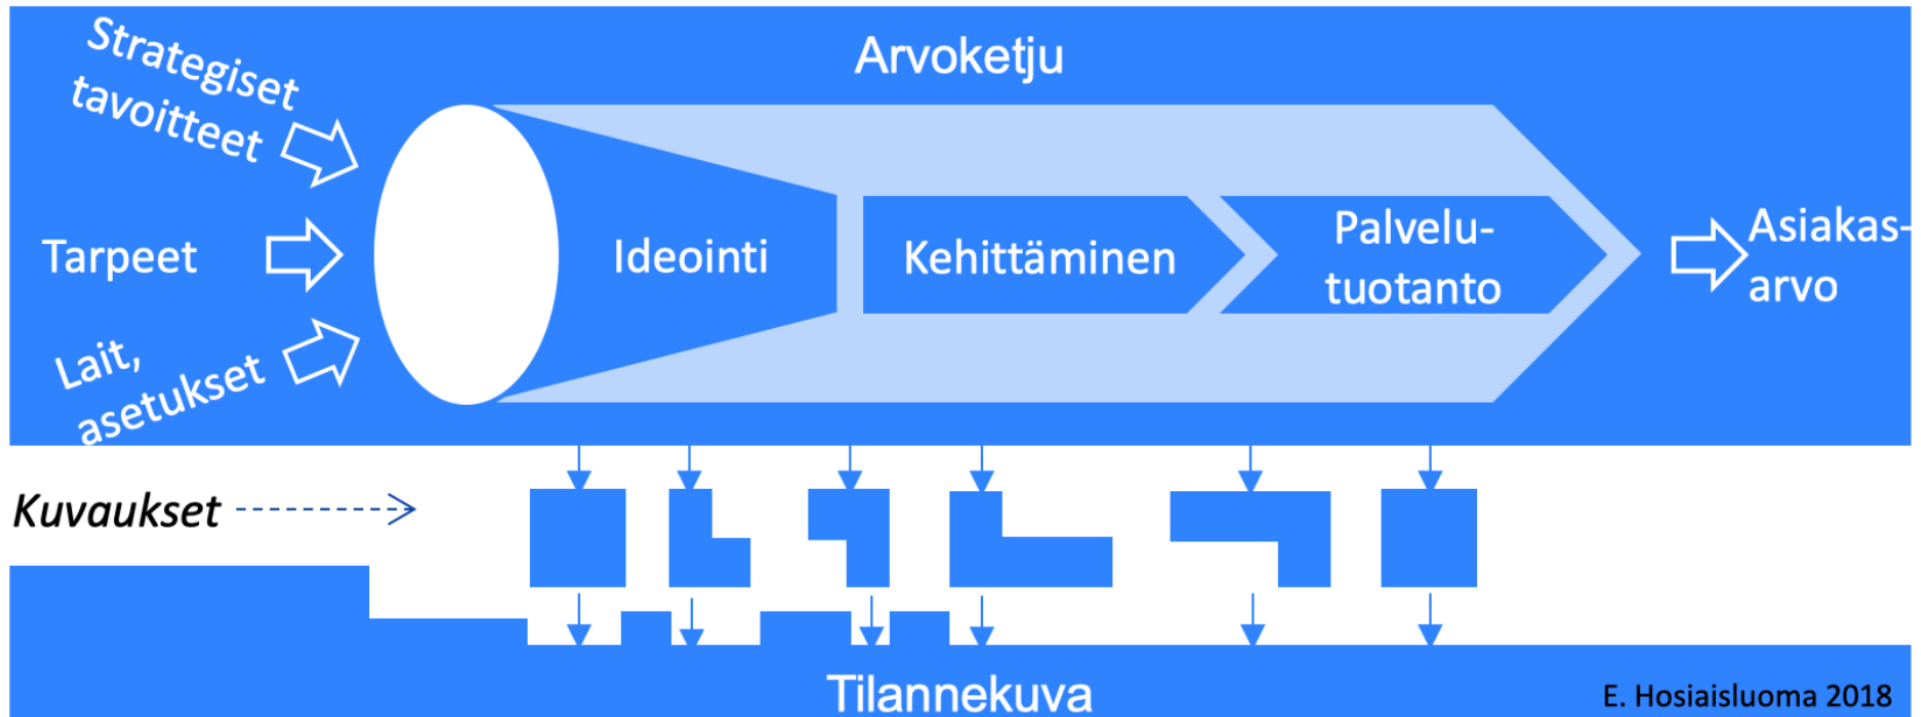 Arvoketju
Strategiset
tavoitteet
Tarpeet
Lait,
asetukset
Ideointi
Kehittäminen
Palvelu-
tuotanto
Asiakas-
arvo
Kuvaukset
Tilannekuva
E. Hosiaisluoma 2018